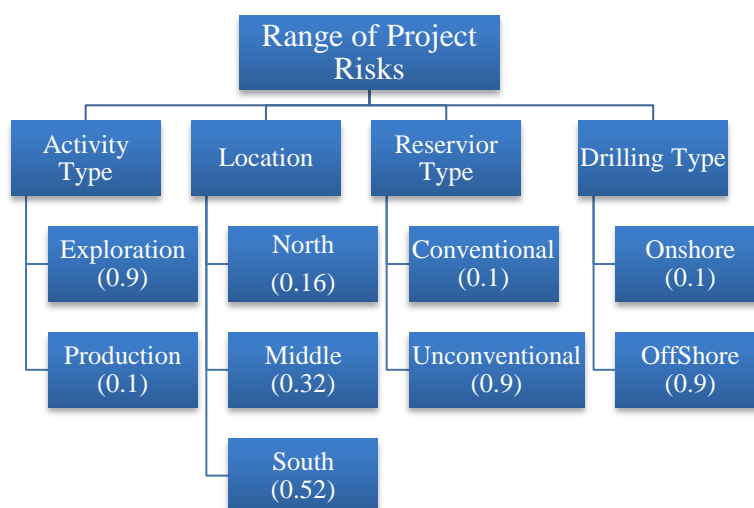 Range of Project
Risks
Activity
Type
Location
Reservior
Type
Drilling Type
Exploration
(0.9)
North
(0.16)
Conventional
(0.1)
Onshore
(0.1)
Production
(0.1)
Middle
(0.32)
Unconventional
(0.9)
OffShore
(0.9)
South
(0.52)